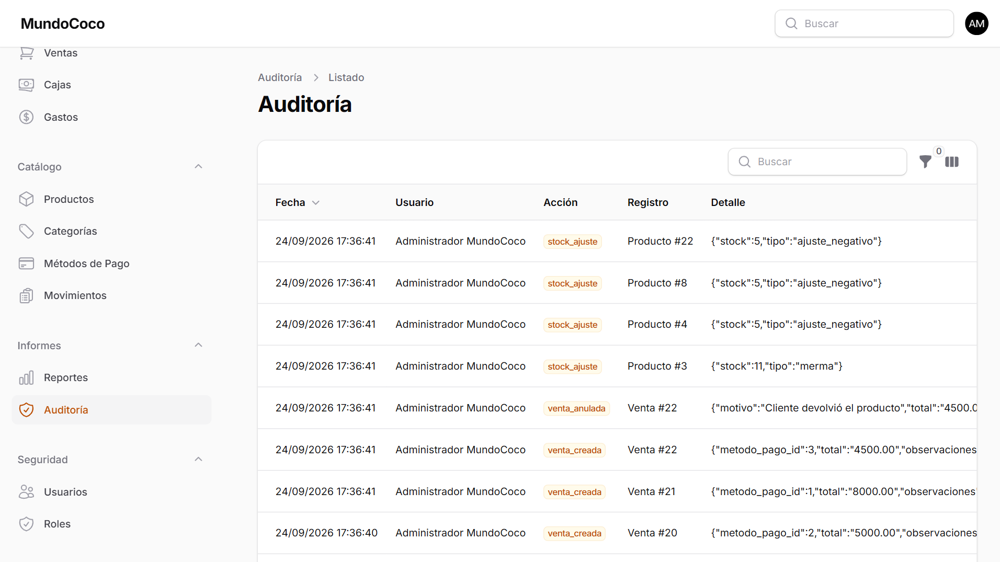 MundoCoco
Buscar
AM
Ventas
Cajas
Gastos
Catálogo
Productos
Categorías
Métodos de Pago
Movimientos
Informes
Reportes
Auditoría
Seguridad
Usuarios
Roles
Auditoría > Listado
Auditoría
Buscar
0
Fecha Usuario Acción Registro Detalle
24/09/2026 17:36:41 Administrador MundoCoco stock_ajuste Producto #22 {"stock":5,"tipo":"ajuste_negativo"}
24/09/2026 17:36:41 Administrador MundoCoco stock_ajuste Producto #8 {"stock":5,"tipo":"ajuste_negativo"}
24/09/2026 17:36:41 Administrador MundoCoco stock_ajuste Producto #4 {"stock":5,"tipo":"ajuste_negativo"}
24/09/2026 17:36:41 Administrador MundoCoco stock_ajuste Producto #3 {"stock":11,"tipo":"merma"}
24/09/2026 17:36:41 Administrador MundoCoco venta_anulada Venta #22 {"motivo":"Cliente devolvió el producto","total":"4500.0
24/09/2026 17:36:41 Administrador MundoCoco venta_creada Venta #22 {"metodo_pago_id":3,"total":"4500.00","observaciones
24/09/2026 17:36:41 Administrador MundoCoco venta_creada Venta #21 {"metodo_pago_id":1,"total":"8000.00","observaciones"
24/09/2026 17:36:40 Administrador MundoCoco venta_creada Venta #20 {"metodo_pago_id":2,"total":"5000.00","observaciones